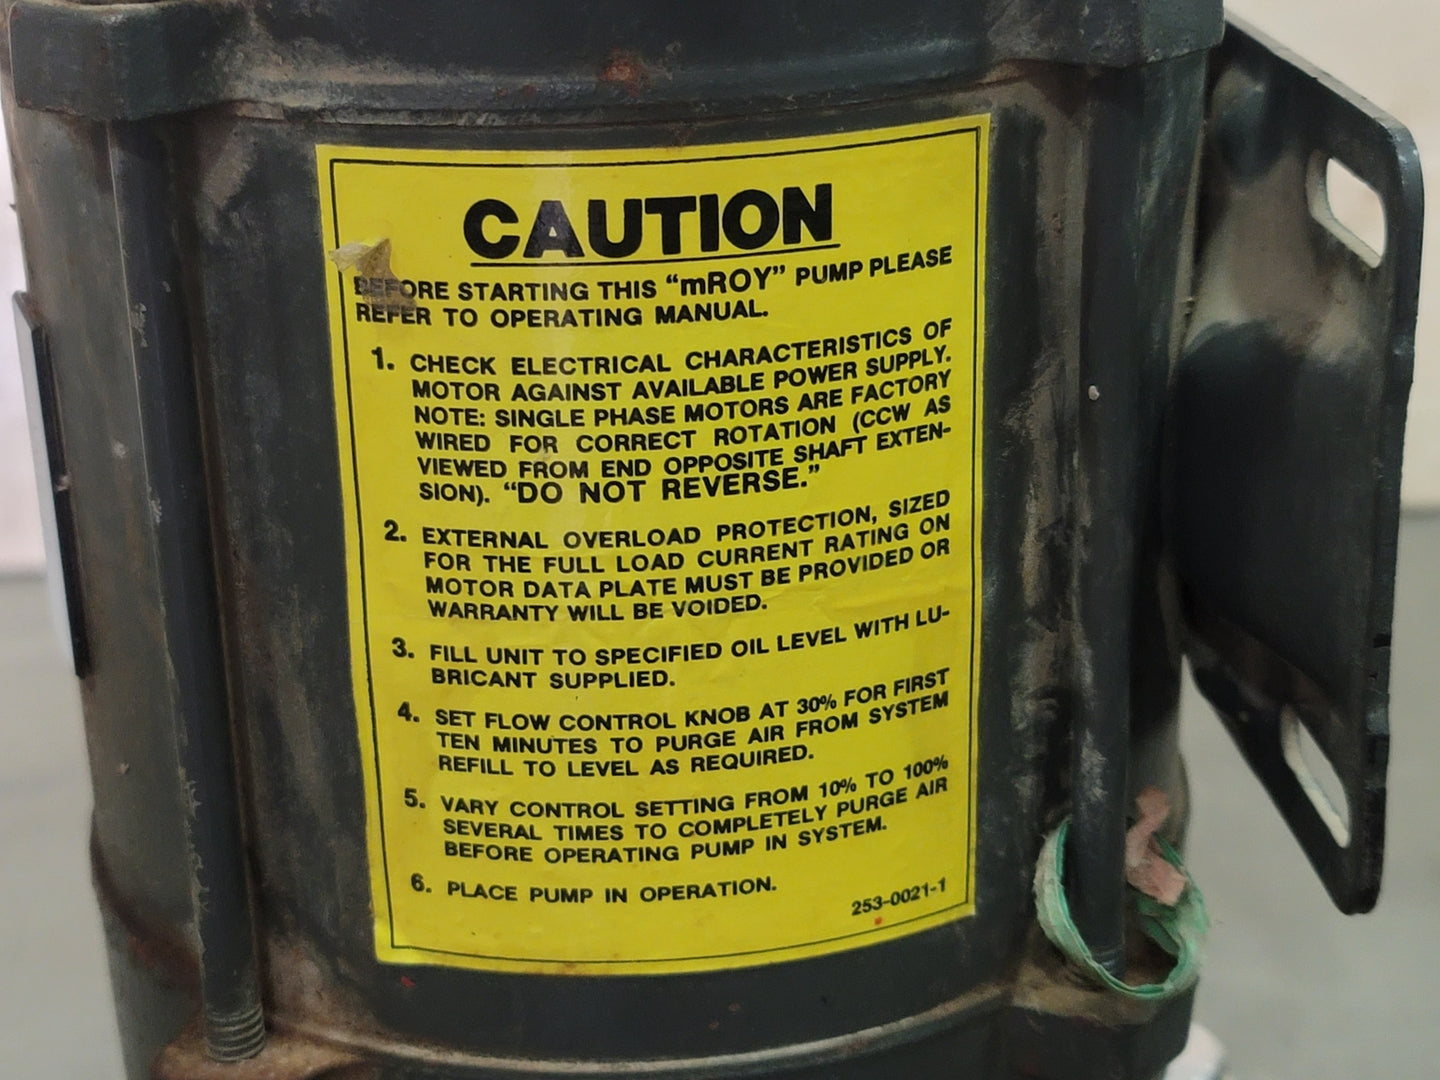 CAUTION
BEFORE STARTING THIS “mROY” PUMP PLEASE
REFER TO OPERATING MANUAL.
1. CHECK ELECTRICAL CHARACTERISTICS OF
MOTOR AGAINST AVAILABLE POWER SUPPLY.
NOTE: SINGLE PHASE MOTORS ARE FACTORY
WIRED FOR CORRECT ROTATION (CCW AS
VIEWED FROM END OPPOSITE SHAFT EXTEN-
SION). “DO NOT REVERSE.”
2. EXTERNAL OVERLOAD PROTECTION, SIZED
FOR THE FULL LOAD CURRENT RATING ON
MOTOR DATA PLATE MUST BE PROVIDED OR
WARRANTY WILL BE VOIDED.
3. FILL UNIT TO SPECIFIED OIL LEVEL WITH LU-
BRICANT SUPPLIED.
4. SET FLOW CONTROL KNOB AT 30% FOR FIRST
TEN MINUTES TO PURGE AIR FROM SYSTEM
REFILL TO LEVEL AS REQUIRED.
5. VARY CONTROL SETTING FROM 10% TO 100%
SEVERAL TIMES TO COMPLETELY PURGE AIR
BEFORE OPERATING PUMP IN SYSTEM.
6. PLACE PUMP IN OPERATION.
253-0021-1